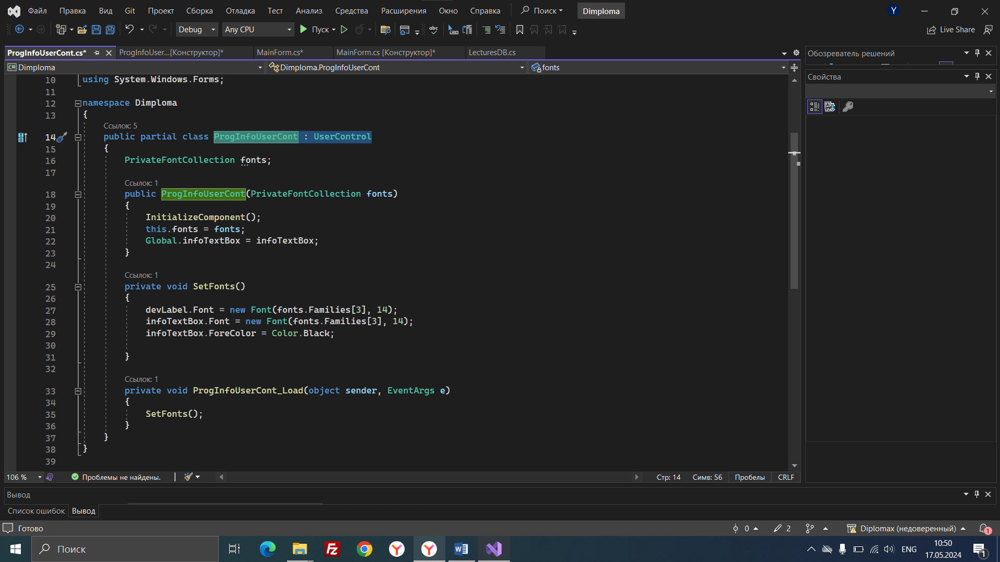 Файл Правка Вид Git Проект Сборка Отладка Тест Анализ Средства Расширения Окно Справка Поиск Dimploma Y
Debug Any CPU Пуск abc Live Share
ProgInfoUserCont.cs* ProgInfoUser...[Конструктор]* MainForm.cs* MainForm.cs [Конструктор]* LecturesDB.cs
C# Dimploma Dimploma.ProgInfoUserCont fonts
Обозреватель решений
Свойства
10 using System.Windows.Forms;
11
12 namespace Dimploma
13 {
Ссылок: 5
14 public partial class ProgInfoUserCont : UserControl
15 {
16 PrivateFontCollection fonts;
17
Ссылок: 1
18 public ProgInfoUserCont(PrivateFontCollection fonts)
19 {
20 InitializeComponent();
21 this.fonts = fonts;
22 Global.infoTextBox = infoTextBox;
23 }
24
Ссылок: 1
25 private void SetFonts()
26 {
27 devLabel.Font = new Font(fonts.Families[3], 14);
28 infoTextBox.Font = new Font(fonts.Families[3], 14);
29 infoTextBox.ForeColor = Color.Black;
30
31 }
32
Ссылок: 1
33 private void ProgInfoUserCont_Load(object sender, EventArgs e)
34 {
35 SetFonts();
36 }
37 }
38 }
39
106 % Проблемы не найдены. Стр: 14 Симв: 56 Пробелы CRLF
Вывод
Список ошибок Вывод
Готово 0 2 Diplomax (недоверенный) 1
Поиск Fz Y Y W ENG 10:50
17.05.2024 1